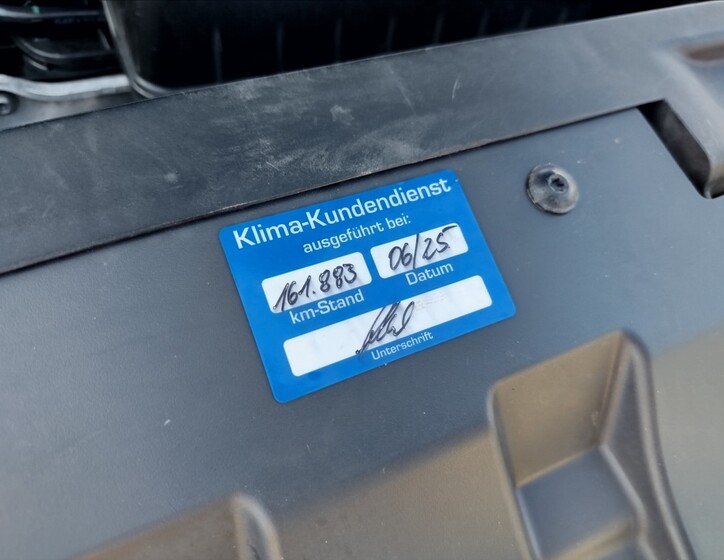 Klima-Kundendienst
ausgeführt bei:
161.883 06/25
km-Stand Datum
Unterschrift